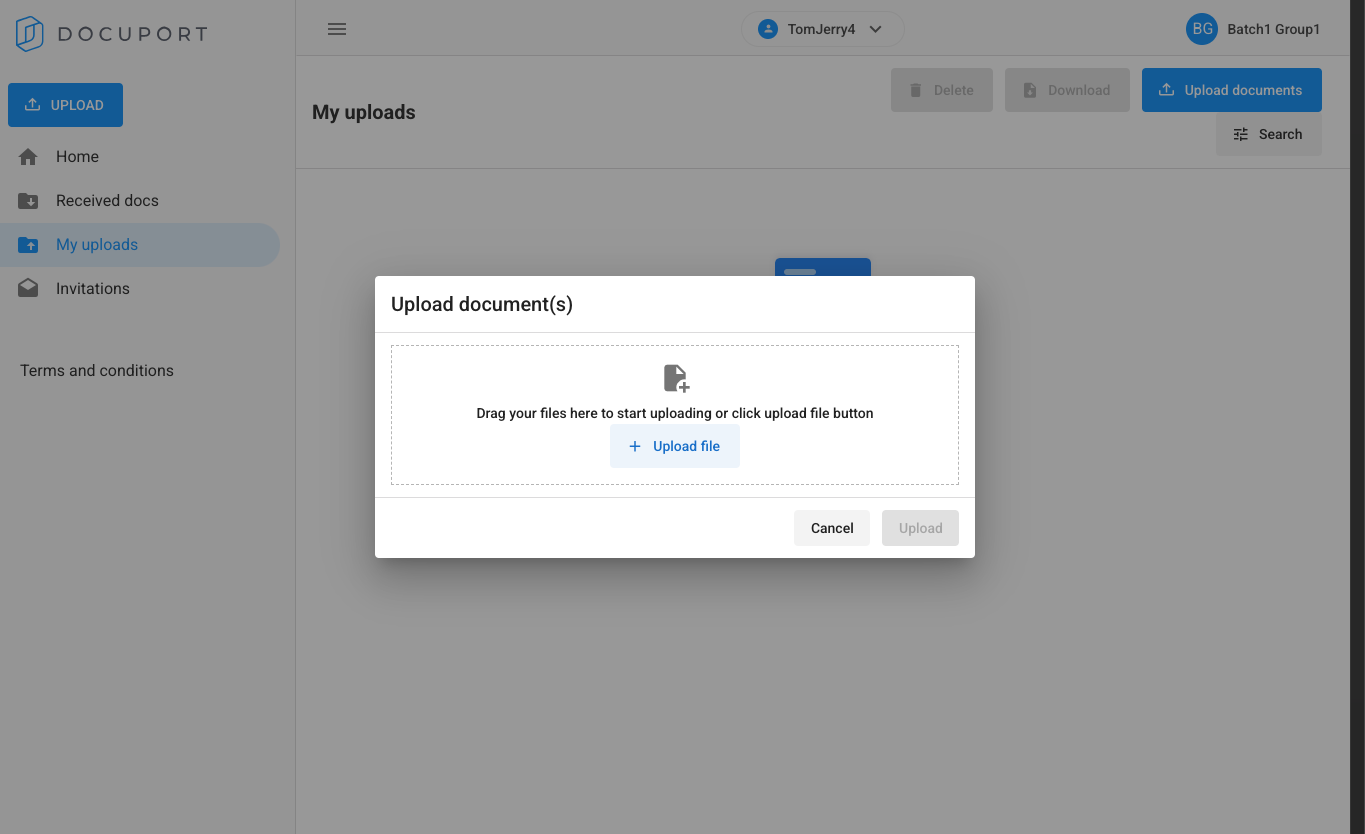 DOCUPORT
TomJerry4
BG Batch1 Group1
UPLOAD
Home
Received docs
My uploads
Invitations
Terms and conditions
My uploads
Delete
Download
Upload documents
Search
Upload document(s)
Drag your files here to start uploading or click upload file button
Upload file
Cancel
Upload